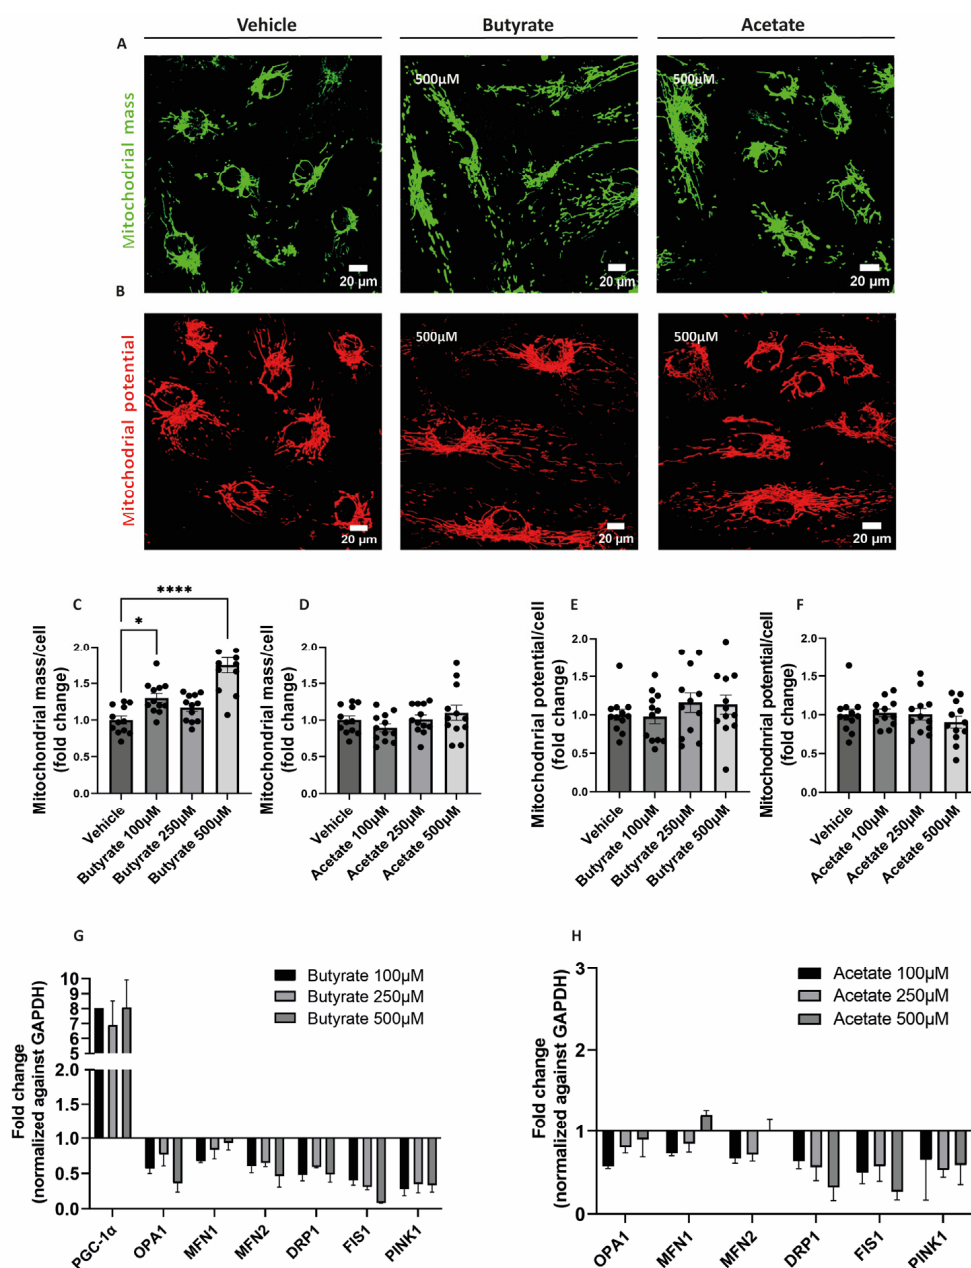 Vehicle
Butyrate
Acetate
A
Mitochodrial mass
500µM
500µM
20 µm
20 µm
20 µm
B
Mitochodrial potential
500µM
500µM
20 µm
20 µm
20 µm
C
****
*
Mitochondrial mass/cell
(fold change)
2.0
1.5
1.0
0.5
0.0
Vehicle
Butyrate 100µM
Butyrate 250µM
Butyrate 500µM
D
Mitochondrial mass/cell
(fold change)
2.0
1.5
1.0
0.5
0.0
Vehicle
Acetate 100µM
Acetate 250µM
Acetate 500µM
E
Mitochodnrial potential/cell
(fold change)
2.0
1.5
1.0
0.5
0.0
Vehicle
Butyrate 100µM
Butyrate 250µM
Butyrate 500µM
F
Mitochodnrial potential/cell
(fold change)
2.0
1.5
1.0
0.5
0.0
Vehicle
Acetate 100µM
Acetate 250µM
Acetate 500µM
G
Fold change
(normalized against GAPDH)
10
9
8
7
6
5
2.0
1.5
1.0
0.5
0.0
Butyrate 100µM
Butyrate 250µM
Butyrate 500µM
PGC-1α
OPA1
MFN1
MFN2
DRP1
FIS1
PINK1
H
Fold change
(normalized against GAPDH)
3
2
1
0
Acetate 100µM
Acetate 250µM
Acetate 500µM
OPA1
MFN1
MFN2
DRP1
FIS1
PINK1